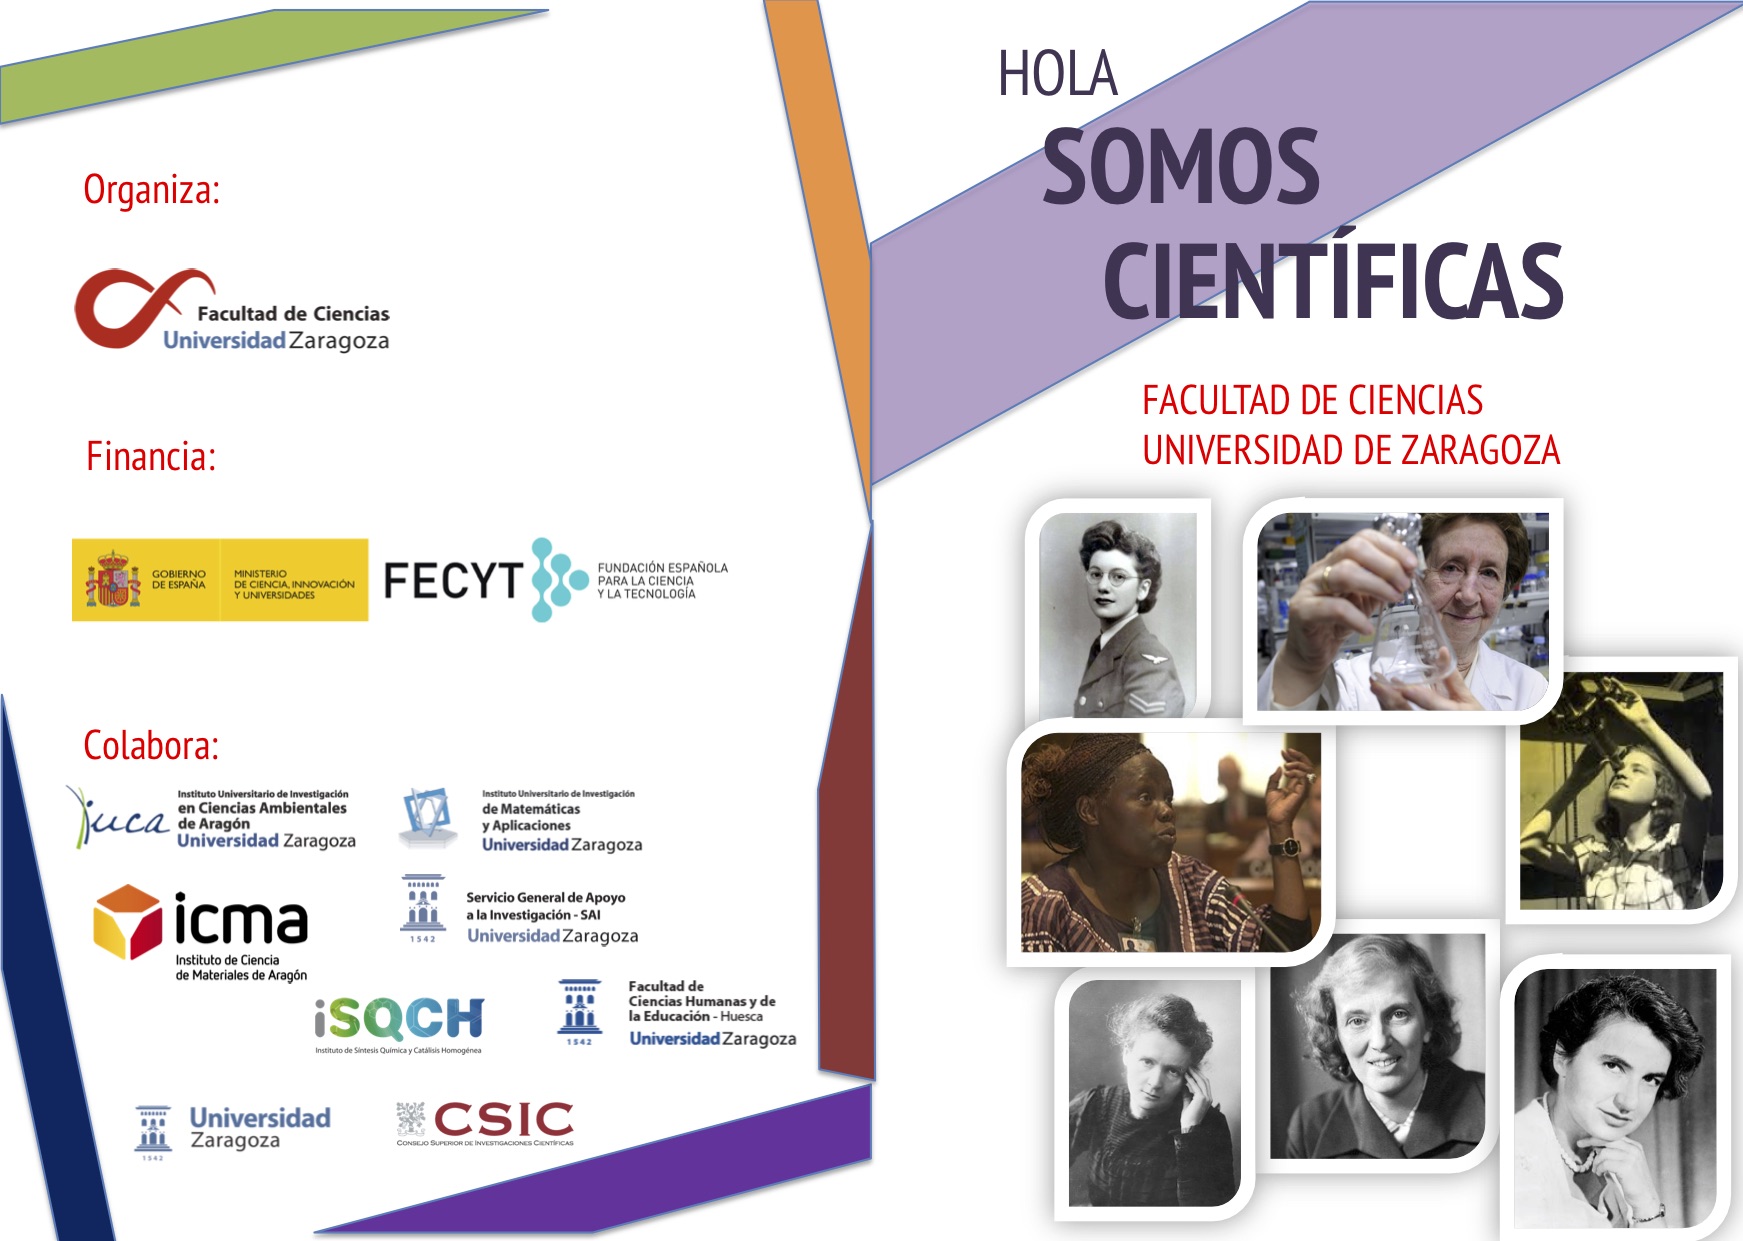 Organiza:
Facultad de Ciencias
Universidad Zaragoza
Financia:
GOBIERNO
DE ESPAÑA
MINISTERIO
DE CIENCIA, INNOVACIÓN
Y UNIVERSIDADES
FECYT
FUNDACIÓN ESPAÑOLA
PARA LA CIENCIA
Y LA TECNOLOGÍA
Colabora:
iuca
Instituto Universitario de Investigación
en Ciencias Ambientales
de Aragón
Universidad Zaragoza
Instituto Universitario de Investigación
de Matemáticas
y Aplicaciones
Universidad Zaragoza
icma
Instituto de Ciencia
de Materiales de Aragón
1542
Servicio General de Apoyo
a la Investigación - SAI
Universidad Zaragoza
iSQCH
Instituto de Síntesis Química y Catálisis Homogénea
1542
Facultad de
Ciencias Humanas y de
la Educación - Huesca
Universidad Zaragoza
1542
Universidad
Zaragoza
CSIC
CONSEJO SUPERIOR DE INVESTIGACIONES CIENTÍFICAS
HOLA
SOMOS
CIENTÍFICAS
FACULTAD DE CIENCIAS
UNIVERSIDAD DE ZARAGOZA